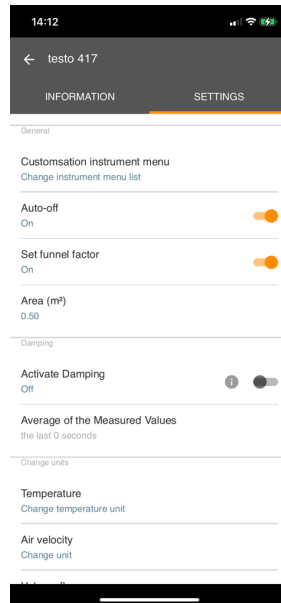 14:12
testo 417
INFORMATION
SETTINGS
General
Customsation instrument menu
Change instrument menu list
Auto-off
On
Set funnel factor
On
Area (m²)
0.50
Damping
Activate Damping
Off
Average of the Measured Values
the last 0 seconds
Change units
Temperature
Change temperature unit
Air velocity
Change unit